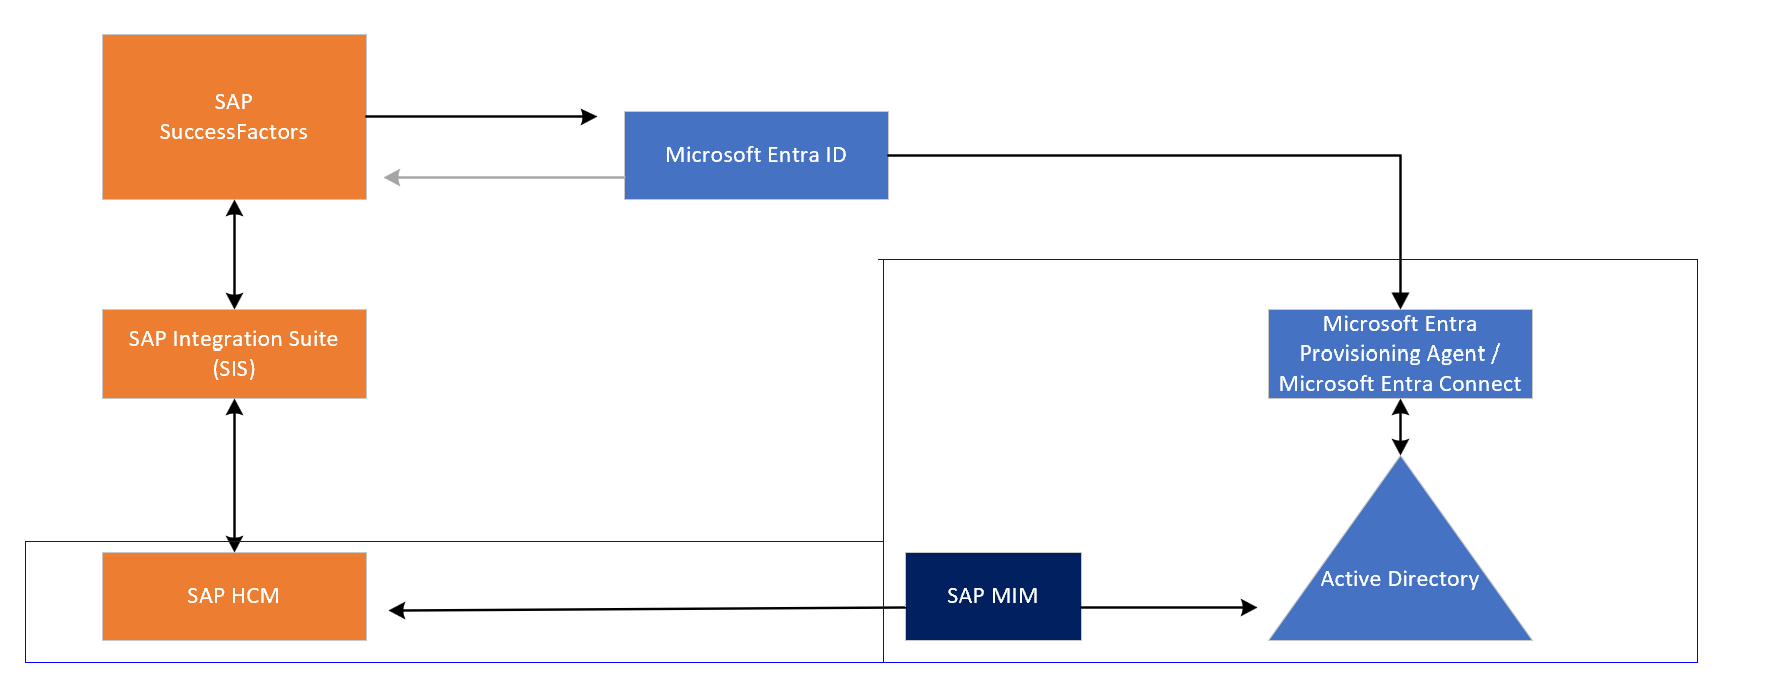 SAP
SuccessFactors
Microsoft Entra ID
SAP Integration Suite
(SIS)
Microsoft Entra
Provisioning Agent /
Microsoft Entra Connect
SAP HCM
SAP MIM
Active Directory